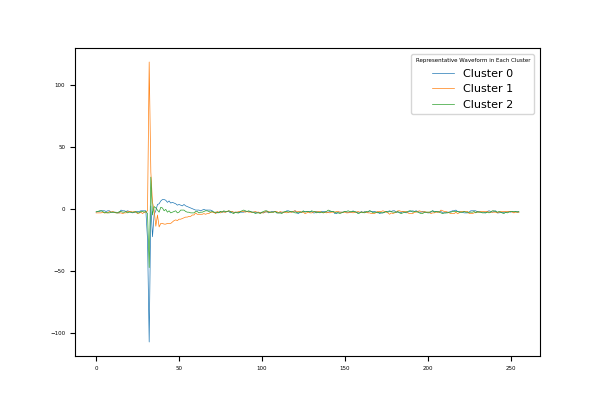 Representative Waveform in Each Cluster
Cluster 0
Cluster 1
Cluster 2
100
50
0
−50
−100
0 50 100 150 200 250